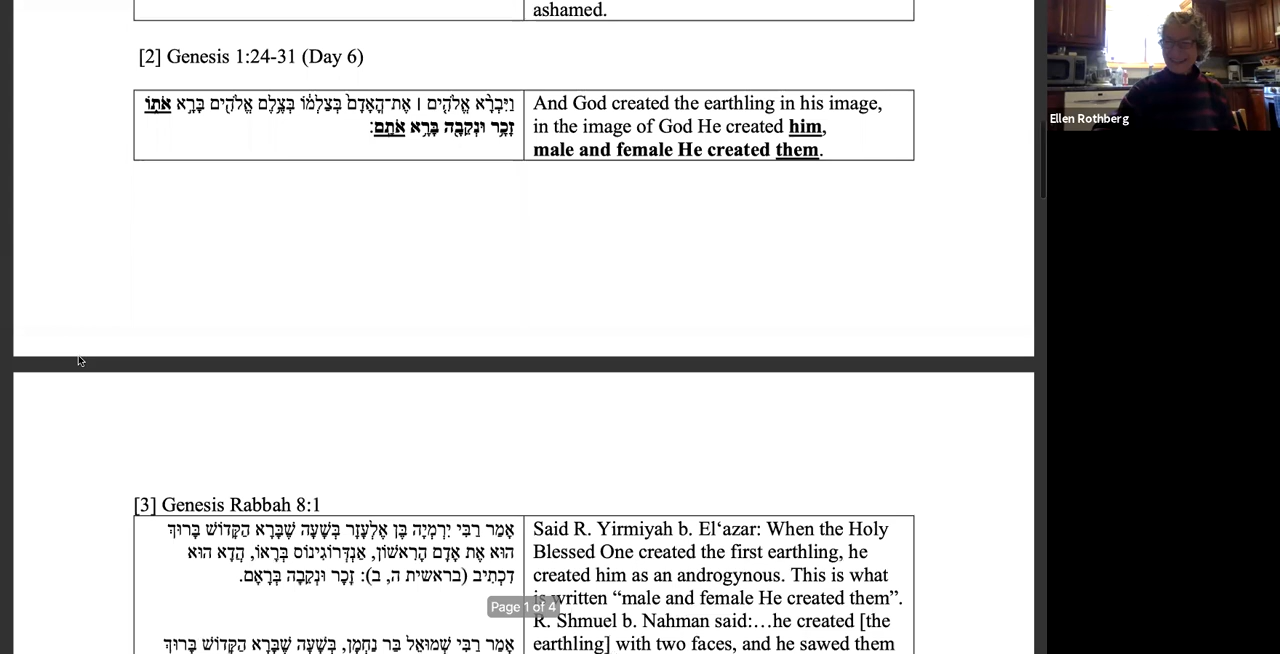 ashamed.
[2] Genesis 1:24-31 (Day 6)
וַיִּבְרָ֨א אֱלֹהִ֤ים ׀ אֶת־הָֽאָדָם֙ בְּצַלְמ֔וֹ בְּצֶ֥לֶם אֱלֹהִ֖ים בָּרָ֣א אֹת֑וֹ
זָכָ֥ר וּנְקֵבָ֖ה בָּרָ֥א אֹתָֽם׃
And God created the earthling in his image,
in the image of God He created him,
male and female He created them.
Ellen Rothberg
[3] Genesis Rabbah 8:1
אָמַר רַבִּי יִרְמְיָה בֶּן אֶלְעָזָר בְּשָׁעָה שֶׁבָּרָא הַקָּדוֹשׁ בָּרוּךְ
הוּא אֶת אָדָם הָרִאשׁוֹן, אַנְדְּרוֹגִינוֹס בְּרָאוֹ, הֲדָא הוּא
דִכְתִיב (בראשית ה, ב): זָכָר וּנְקֵבָה בְּרָאָם.
אָמַר רַבִּי שְׁמוּאֵל בַּר נַחְמָן, בְּשָׁעָה שֶׁבָּרָא הַקָּדוֹשׁ בָּרוּךְ
Said R. Yirmiyah b. El‘azar: When the Holy
Blessed One created the first earthling, he
created him as an androgynous. This is what
is written “male and female He created them”.
R. Shmuel b. Nahman said:…he created [the
earthling] with two faces, and he sawed them
Page 1 of 4